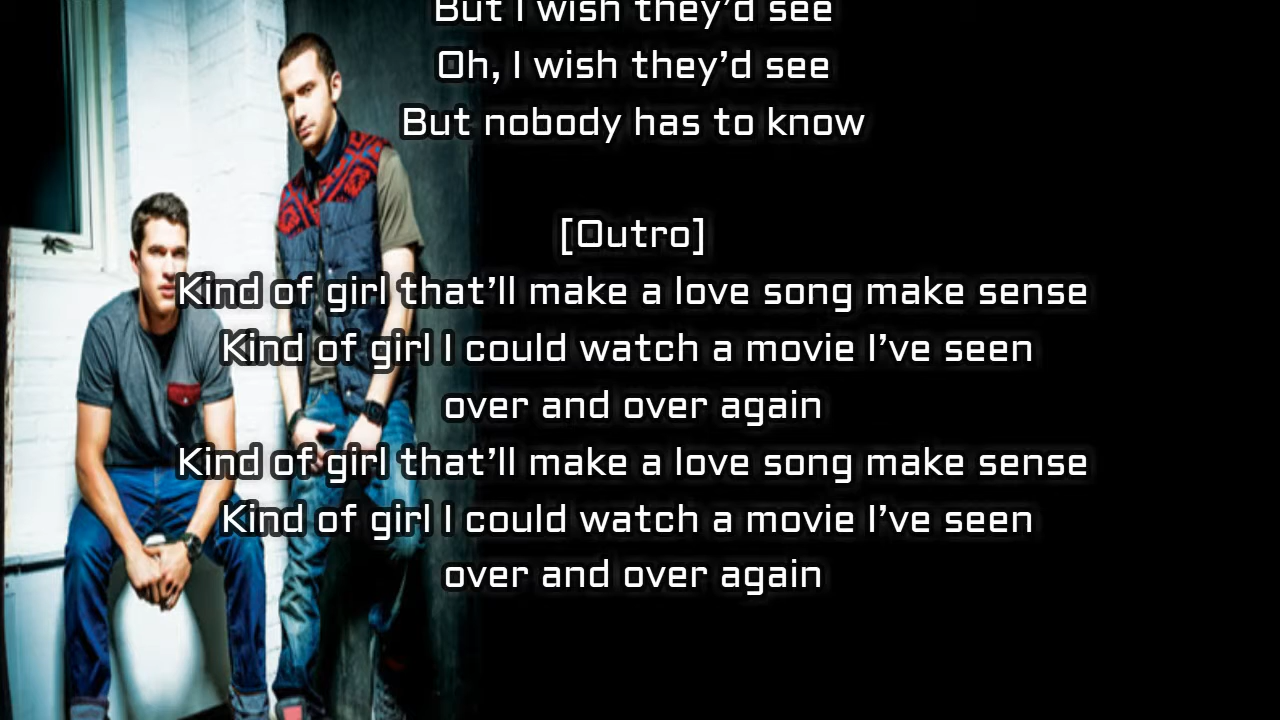 But I wish they’d see
Oh, I wish they’d see
But nobody has to know
[Outro]
Kind of girl that’ll make a love song make sense
Kind of girl I could watch a movie I’ve seen
over and over again
Kind of girl that’ll make a love song make sense
Kind of girl I could watch a movie I’ve seen
over and over again